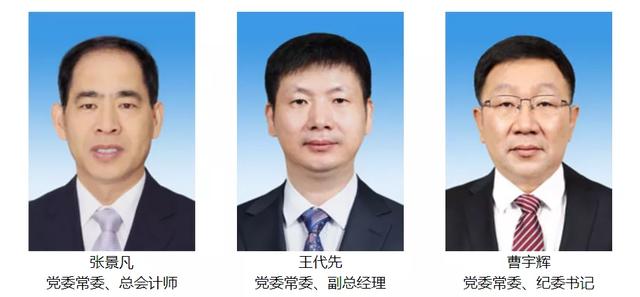 张景凡
党委常委、总会计师
王代先
党委常委、副总经理
曹宇辉
党委常委、纪委书记